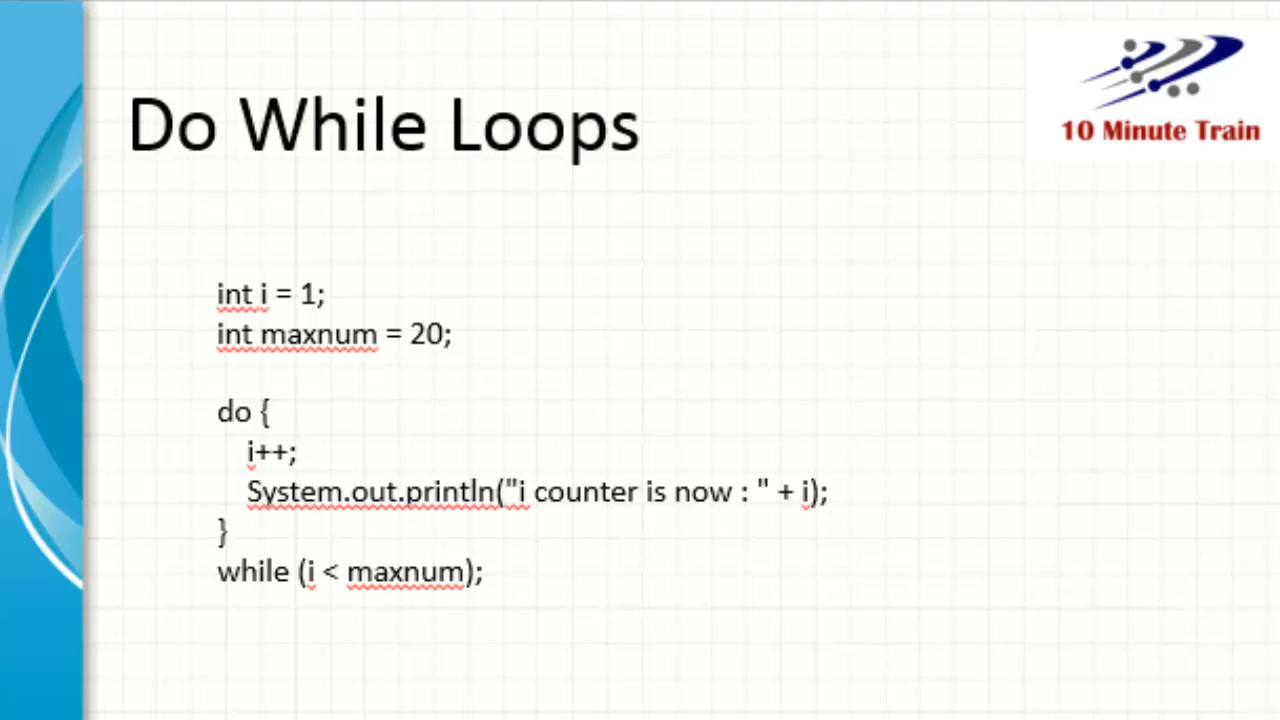 Do While Loops
10 Minute Train
int i = 1;
int maxnum = 20;
do {
i++;
System.out.println("i counter is now : " + i);
}
while (i < maxnum);